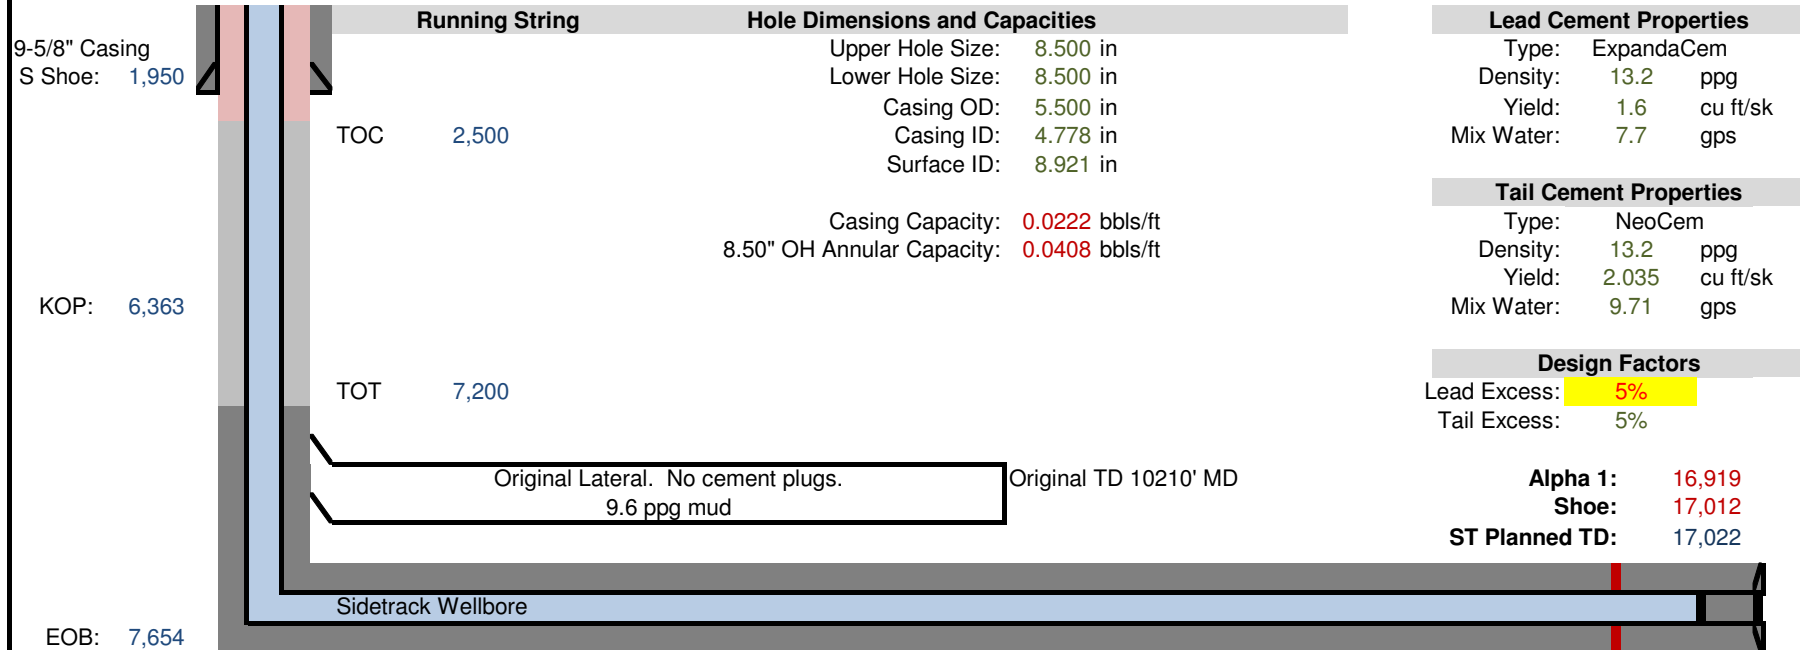 Running String
Hole Dimensions and Capacities
Lead Cement Properties
9-5/8" Casing
Upper Hole Size: 8.500 in
Type: ExpandaCem
S Shoe: 1,950
Lower Hole Size: 8.500 in
Density: 13.2 ppg
Casing OD: 5.500 in
Yield: 1.6 cu ft/sk
TOC 2,500
Casing ID: 4.778 in
Mix Water: 7.7 gps
Surface ID: 8.921 in
Tail Cement Properties
Casing Capacity: 0.0222 bbls/ft
Type: NeoCem
8.50" OH Annular Capacity: 0.0408 bbls/ft
Density: 13.2 ppg
Yield: 2.035 cu ft/sk
KOP: 6,363
Mix Water: 9.71 gps
Design Factors
TOT 7,200
Lead Excess: 5%
Tail Excess: 5%
Original Lateral. No cement plugs.
9.6 ppg mud
Original TD 10210' MD
Alpha 1: 16,919
Shoe: 17,012
ST Planned TD: 17,022
Sidetrack Wellbore
EOB: 7,654